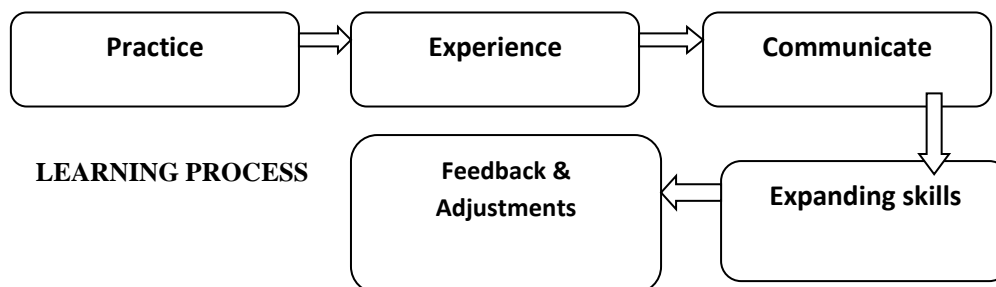 Practice
Experience
Communicate
LEARNING PROCESS
Feedback &
Adjustments
Expanding skills